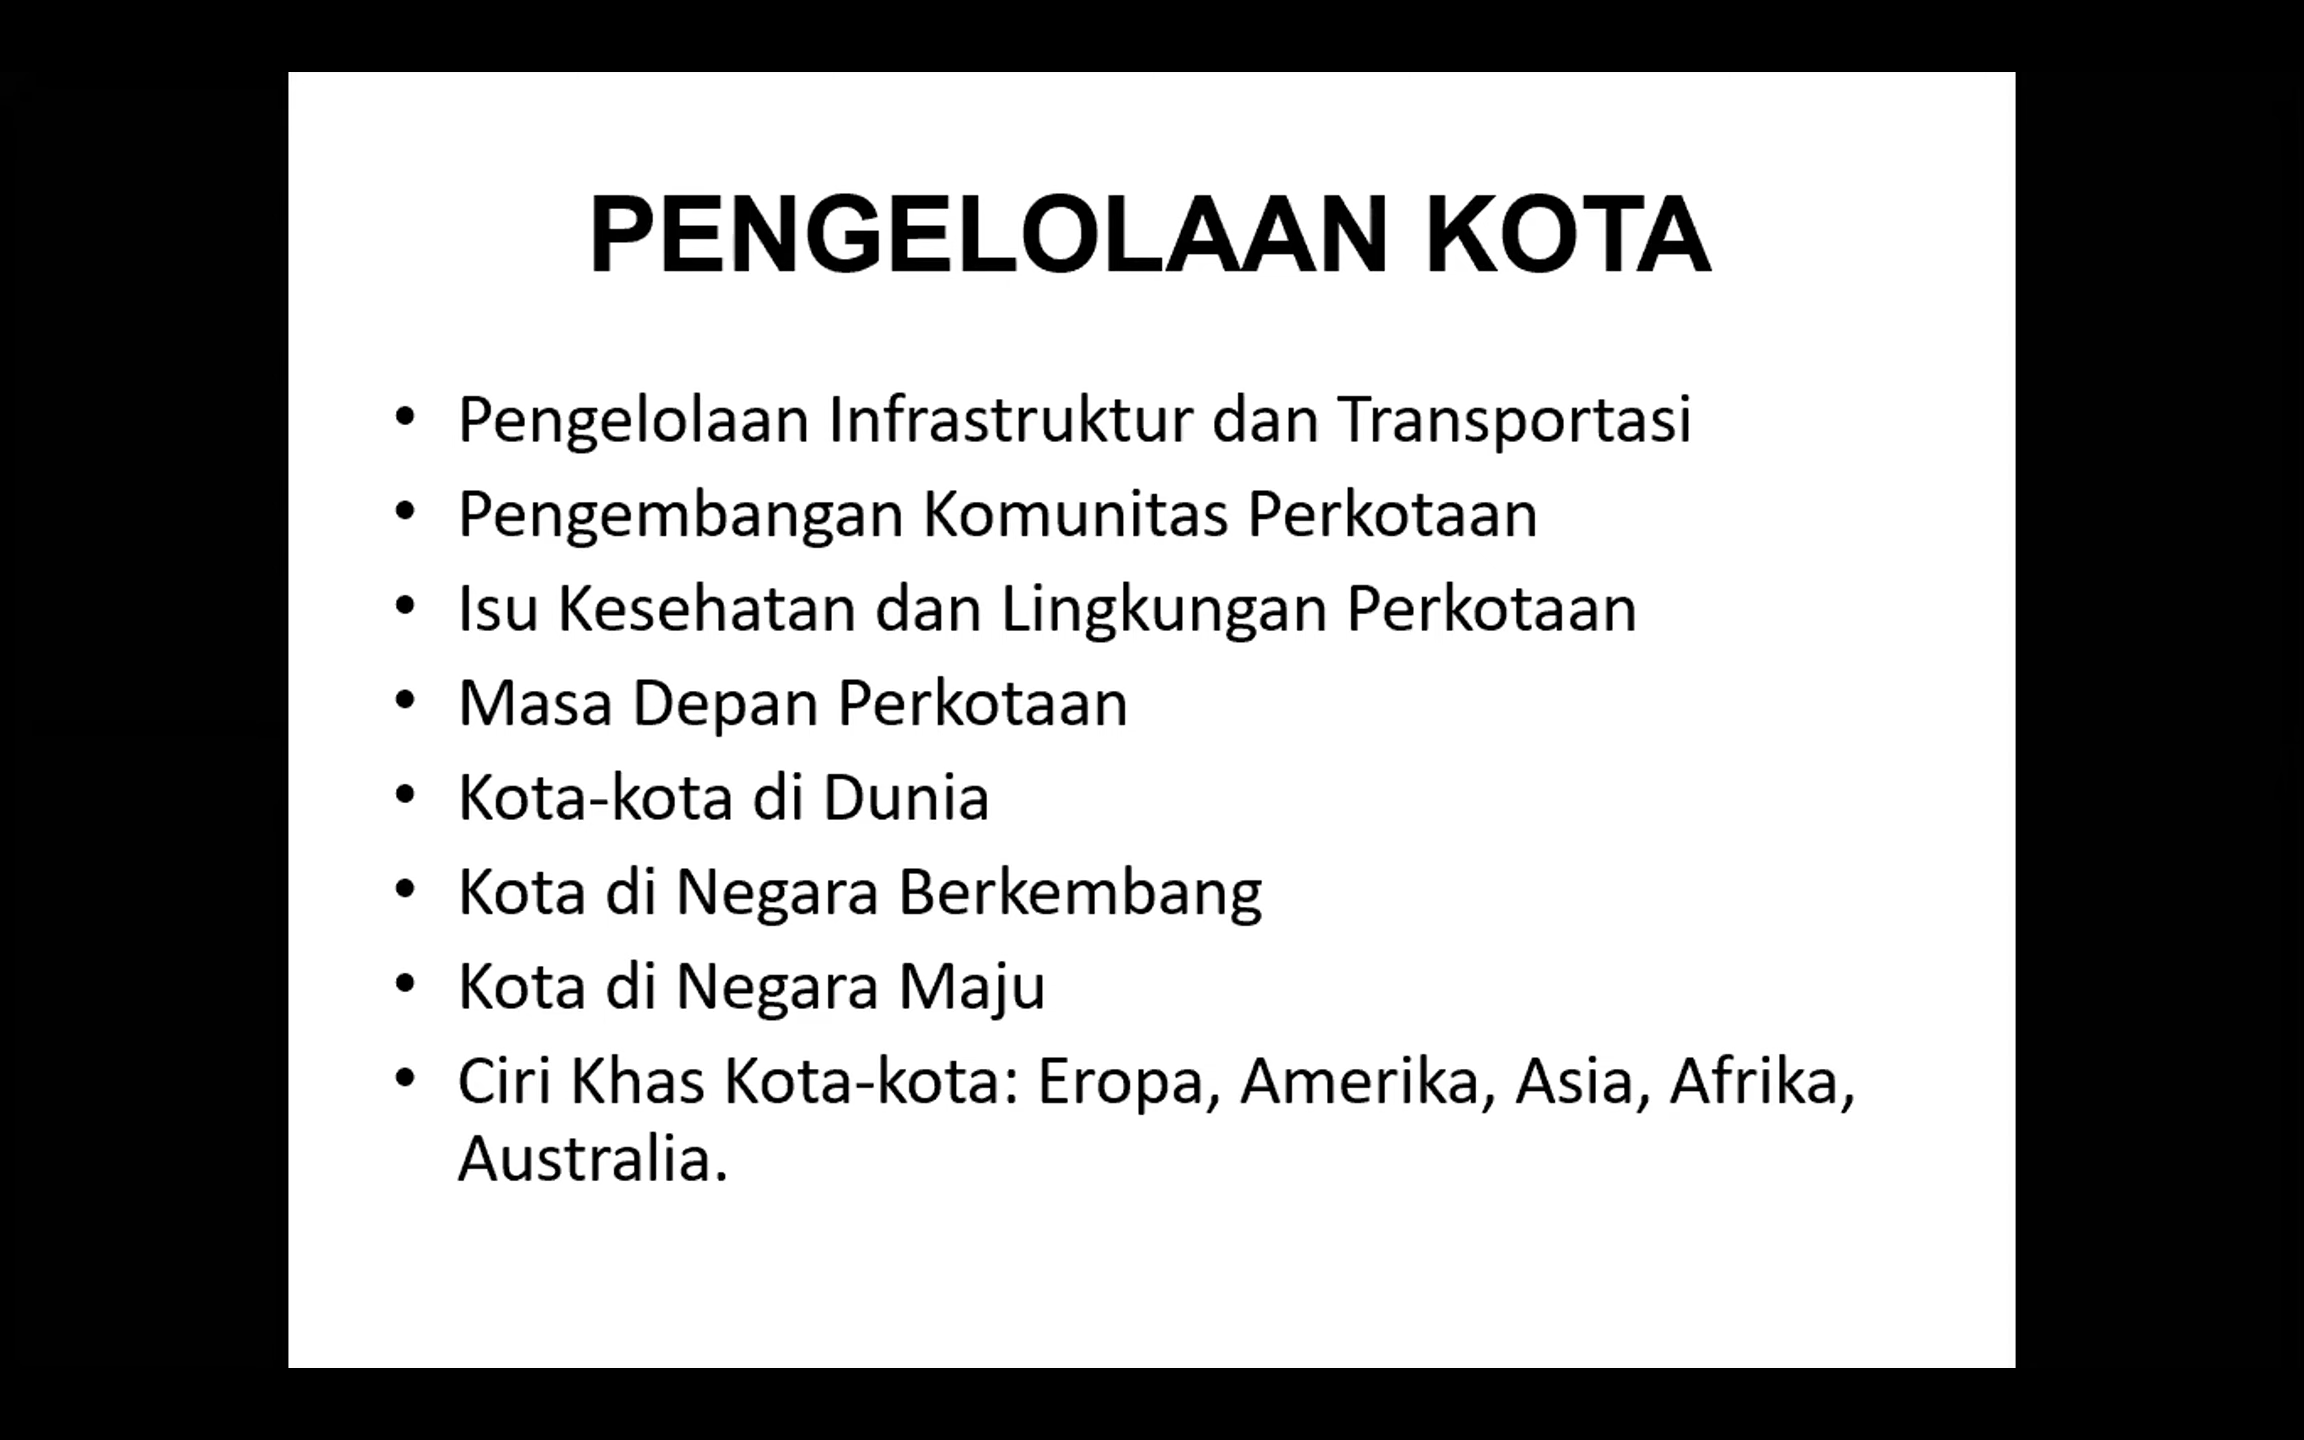 PENGELOLAAN KOTA
• Pengelolaan Infrastruktur dan Transportasi
• Pengembangan Komunitas Perkotaan
• Isu Kesehatan dan Lingkungan Perkotaan
• Masa Depan Perkotaan
• Kota-kota di Dunia
• Kota di Negara Berkembang
• Kota di Negara Maju
• Ciri Khas Kota-kota: Eropa, Amerika, Asia, Afrika,
Australia.